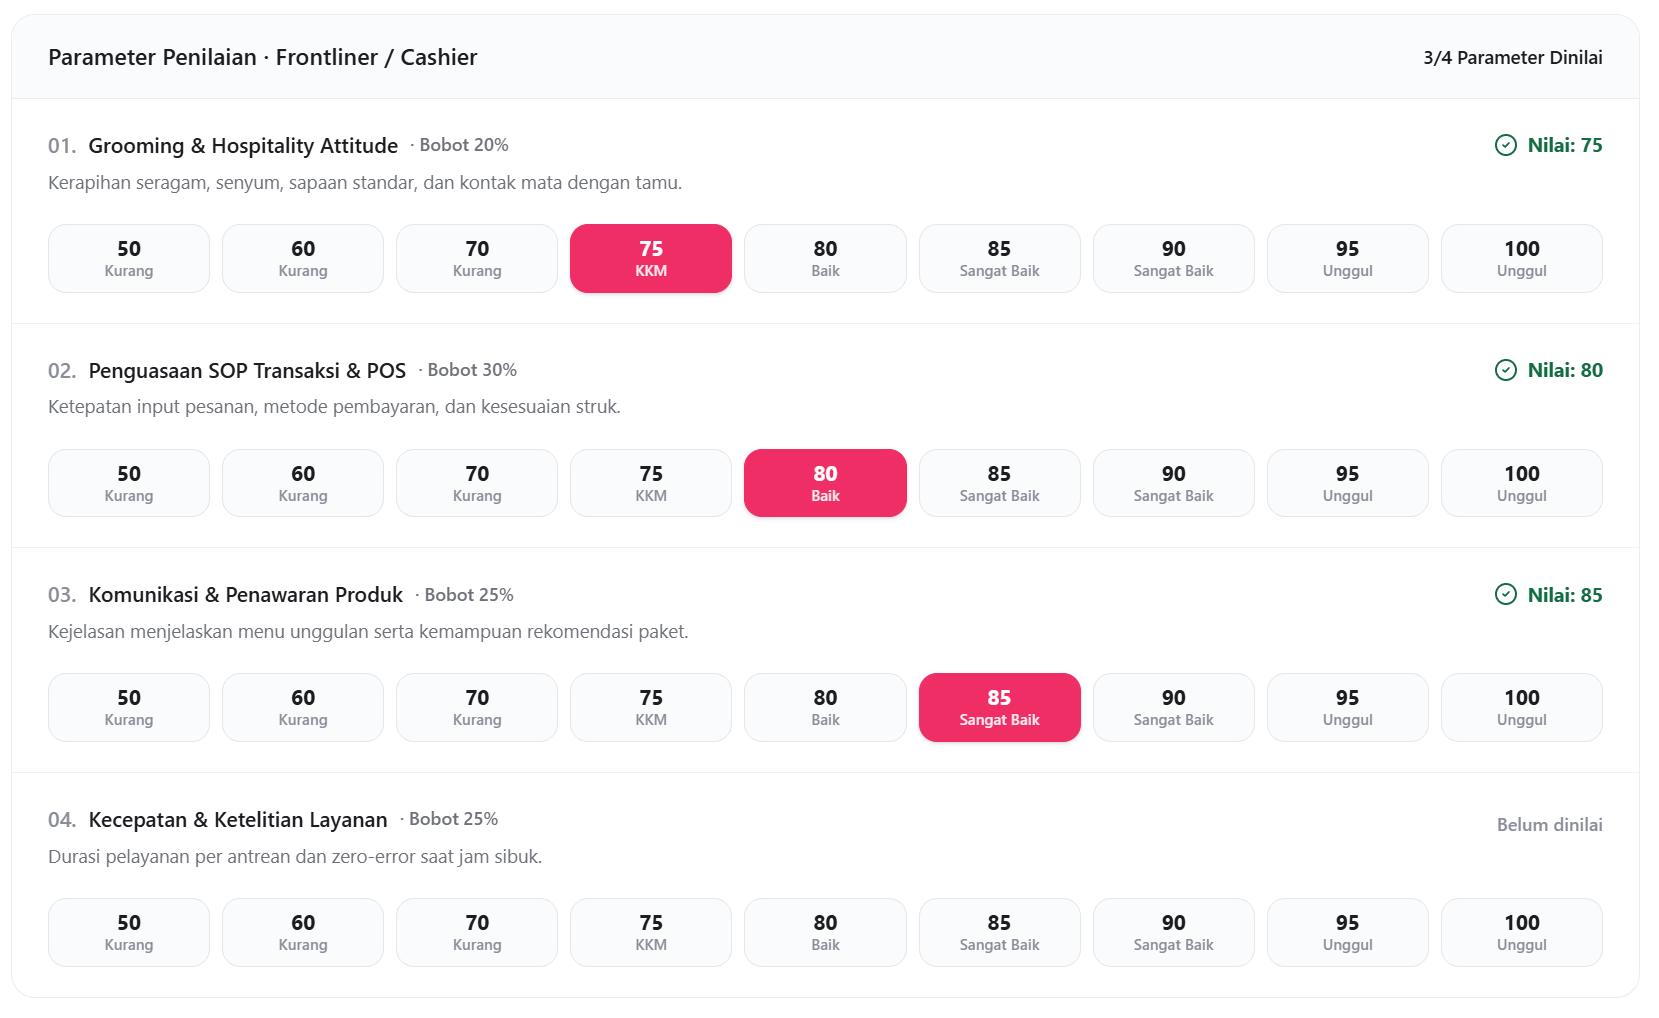 Parameter Penilaian · Frontliner / Cashier 3/4 Parameter Dinilai
01. Grooming & Hospitality Attitude · Bobot 20% Nilai: 75
Kerapihan seragam, senyum, sapaan standar, dan kontak mata dengan tamu.
50 60 70 75 80 85 90 95 100
Kurang Kurang Kurang KKM Baik Sangat Baik Sangat Baik Unggul Unggul
02. Penguasaan SOP Transaksi & POS · Bobot 30% Nilai: 80
Ketepatan input pesanan, metode pembayaran, dan kesesuaian struk.
50 60 70 75 80 85 90 95 100
Kurang Kurang Kurang KKM Baik Sangat Baik Sangat Baik Unggul Unggul
03. Komunikasi & Penawaran Produk · Bobot 25% Nilai: 85
Kejelasan menjelaskan menu unggulan serta kemampuan rekomendasi paket.
50 60 70 75 80 85 90 95 100
Kurang Kurang Kurang KKM Baik Sangat Baik Sangat Baik Unggul Unggul
04. Kecepatan & Ketelitian Layanan · Bobot 25% Belum dinilai
Durasi pelayanan per antrean dan zero-error saat jam sibuk.
50 60 70 75 80 85 90 95 100
Kurang Kurang Kurang KKM Baik Sangat Baik Sangat Baik Unggul Unggul